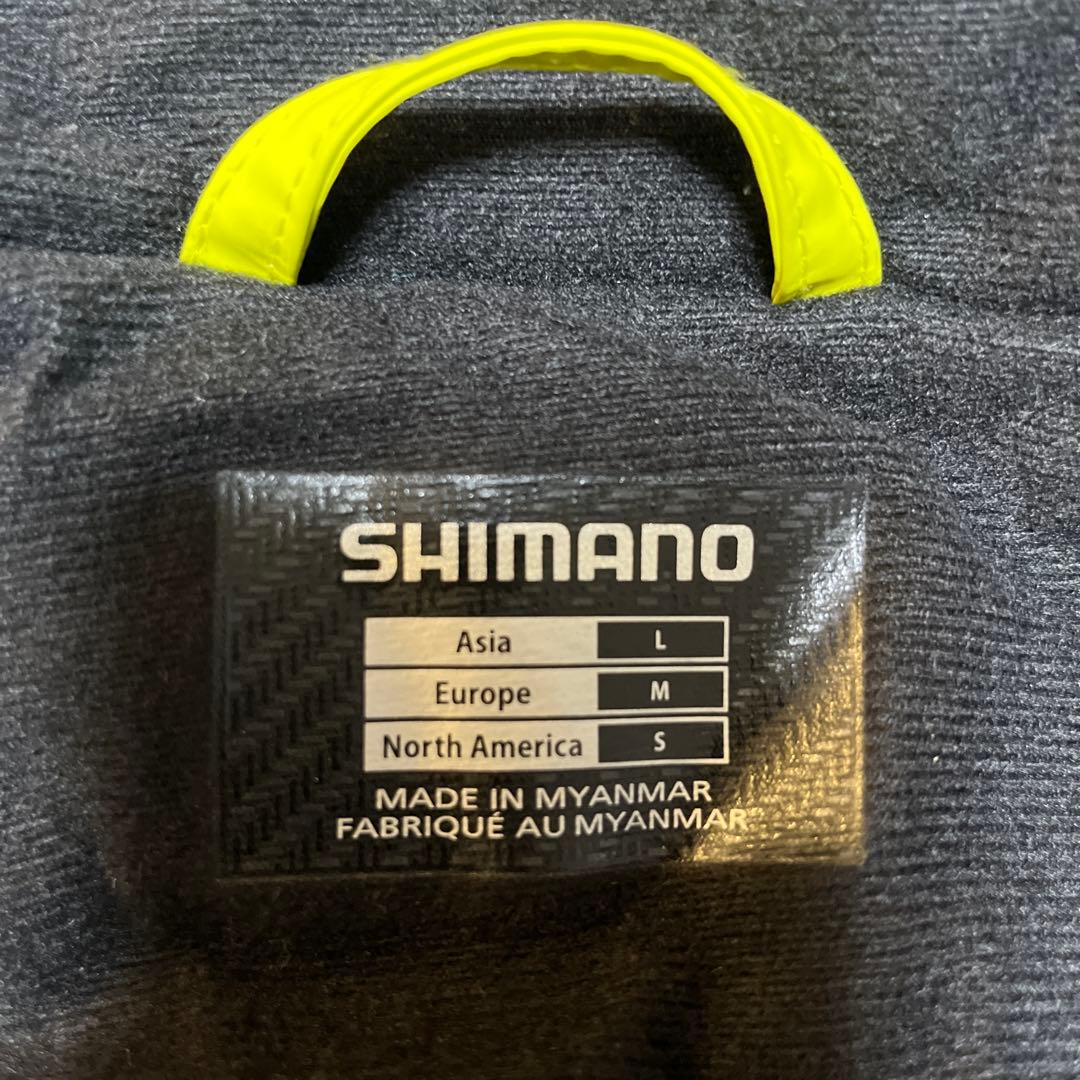 SHIMANO
Asia L
Europe M
North America S
MADE IN MYANMAR
FABRIQUÉ AU MYANMAR